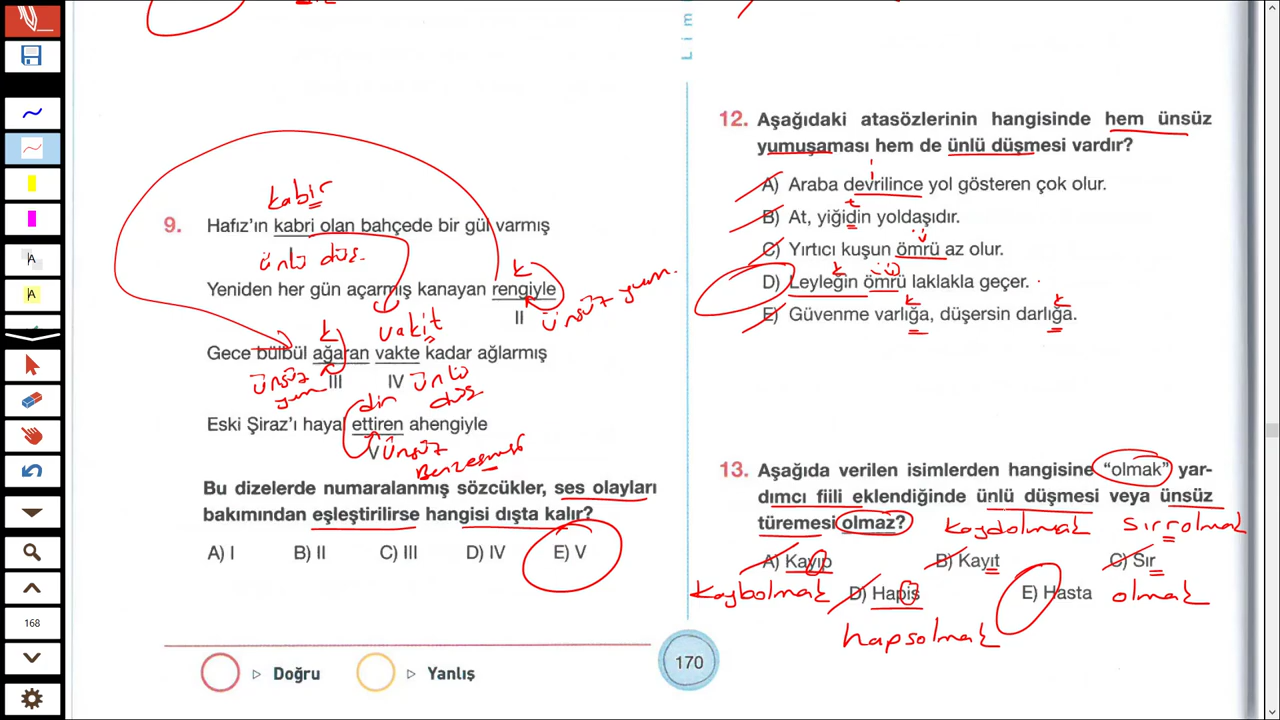 kabir
9. Hafız'ın kabri olan bahçede bir gül varmış
I
ünlü düş.
Yeniden her gün açarmış kanayan rengiyle
k
II
ünsüz yum.
vakit
k
Gece bülbül ağaran vakte kadar ağlarmış
III
IV
ünsüz yum
ünlü düş
dir
Eski Şiraz'ı hayal ettiren ahengiyle
V
ünsüz
Benzeşmesi
Bu dizelerde numaralanmış sözcükler, ses olayları
bakımından eşleştirilirse hangisi dışta kalır?
A) I B) II C) III D) IV E) V
Doğru
Yanlış
168
170
12. Aşağıdaki atasözlerinin hangisinde hem ünsüz
yumuşaması hem de ünlü düşmesi vardır?
i
A) Araba devrilince yol gösteren çok olur.
t
B) At, yiğidin yoldaşıdır.
ü
C) Yırtıcı kuşun ömrü az olur.
k ü
D) Leyleğin ömrü laklakla geçer.
k k
E) Güvenme varlığa, düşersin darlığa.
13. Aşağıda verilen isimlerden hangisine "olmak" yar-
dımcı fiili eklendiğinde ünlü düşmesi veya ünsüz
türemesi olmaz?
kaydolmak sırrolmak
A) Kayıp B) Kayıt C) Sır
kaybolmak D) Hapis E) Hasta olmak
hapsolmak